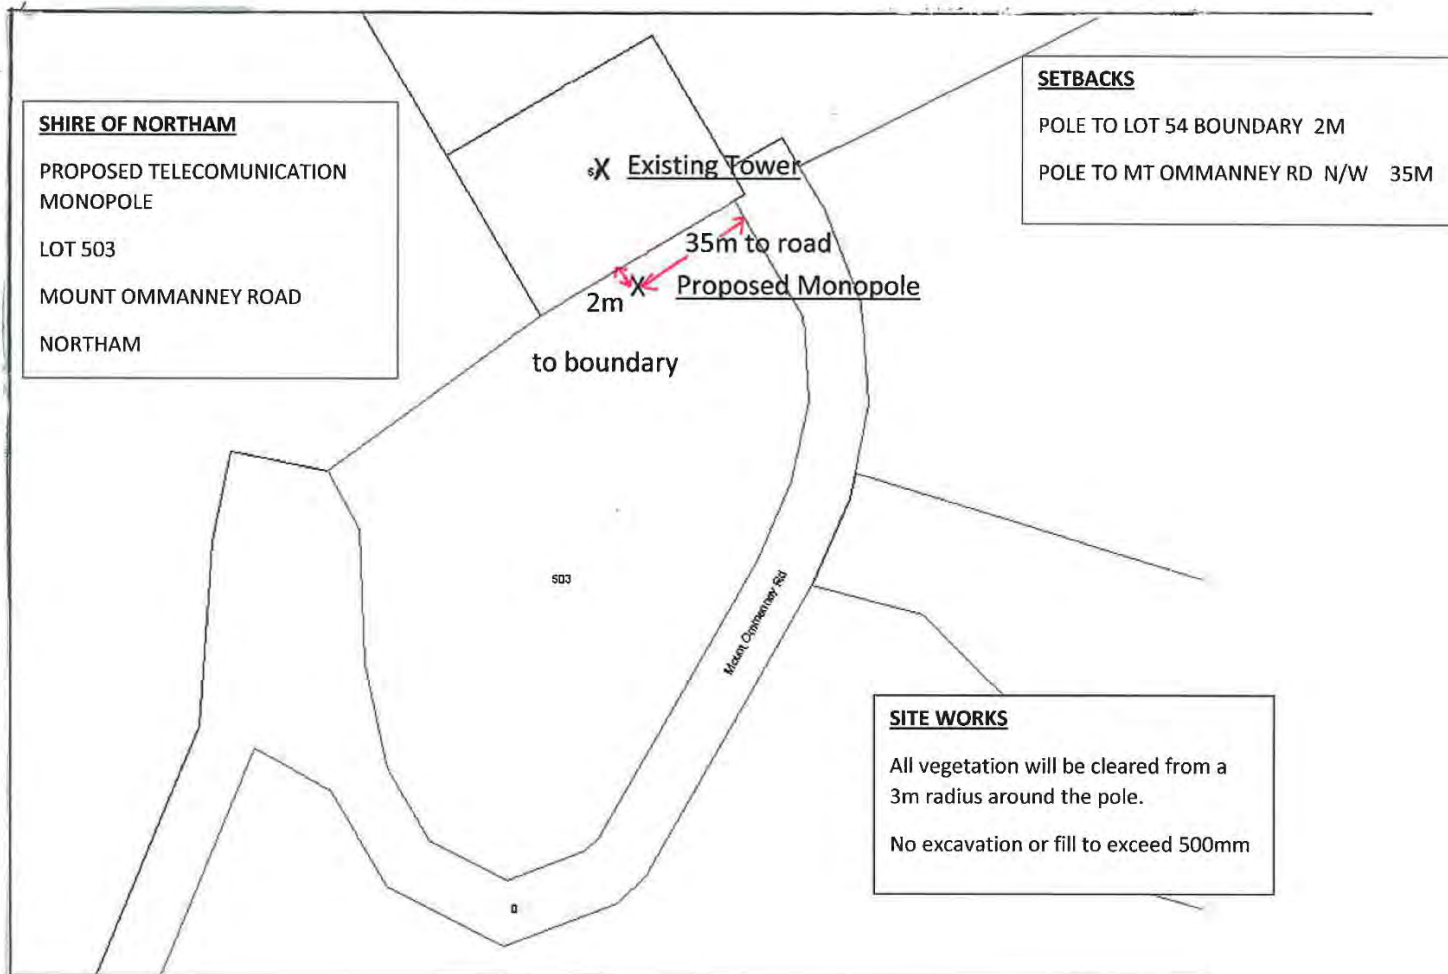 SHIRE OF NORTHAM
PROPOSED TELECOMUNICATION
MONOPOLE
LOT 503
MOUNT OMMANNEY ROAD
NORTHAM
SETBACKS
POLE TO LOT 54 BOUNDARY 2M
POLE TO MT OMMANNEY RD N/W 35M
X Existing Tower
35m to road
X Proposed Monopole
2m
to boundary
503
Mount Ommanney Rd
SITE WORKS
All vegetation will be cleared from a
3m radius around the pole.
No excavation or fill to exceed 500mm